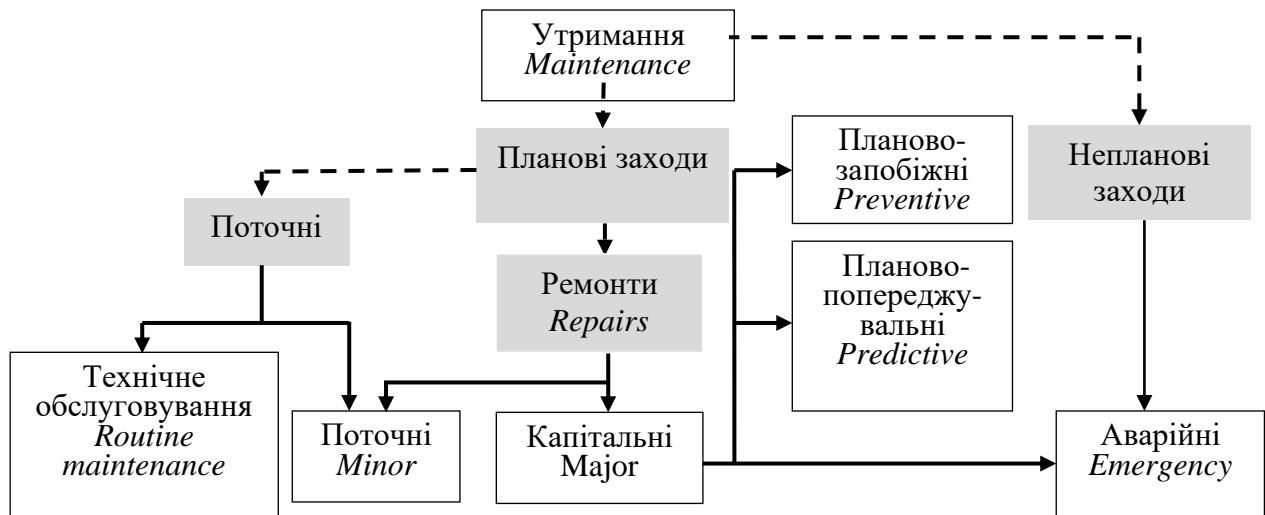 Утримання
Maintenance
Планові заходи
Планово-
запобіжні
Preventive
Непланові
заходи
Поточні
Ремонти
Repairs
Планово-
попереджу-
вальні
Predictive
Технічне
обслуговування
Routine
maintenance
Поточні
Minor
Капітальні
Major
Аварійні
Emergency